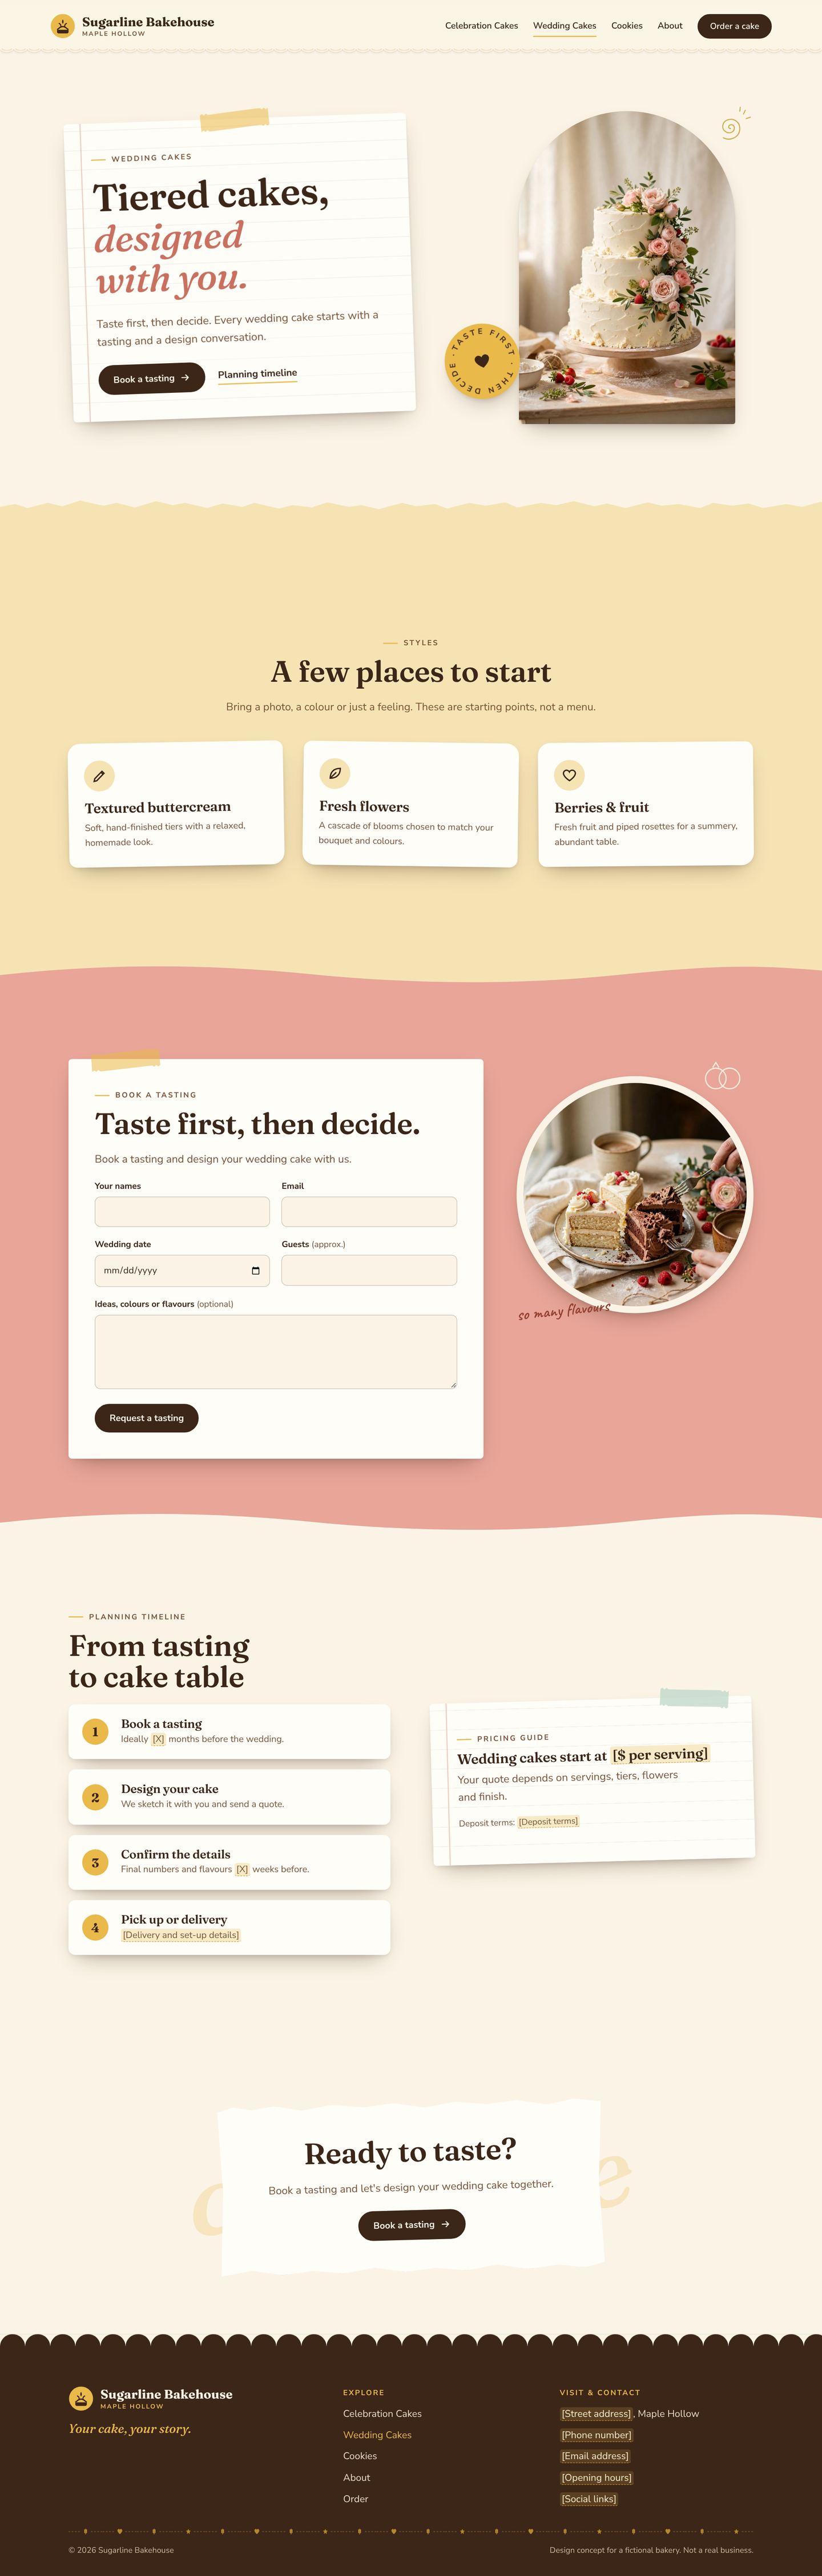 Sugarline Bakehouse
MAPLE HOLLOW
Celebration Cakes
Wedding Cakes
Cookies
About
Order a cake
WEDDING CAKES
Tiered cakes,
designed
with you.
Taste first, then decide. Every wedding cake starts with a
tasting and a design conversation.
Book a tasting →
Planning timeline
TASTE FIRST · THEN DECIDE ·
STYLES
A few places to start
Bring a photo, a colour or just a feeling. These are starting points, not a menu.
Textured buttercream
Soft, hand-finished tiers with a relaxed,
homemade look.
Fresh flowers
A cascade of blooms chosen to match your
bouquet and colours.
Berries & fruit
Fresh fruit and piped rosettes for a summery,
abundant table.
BOOK A TASTING
Taste first, then decide.
Book a tasting and design your wedding cake with us.
Your names
Email
Wedding date
mm/dd/yyyy
Guests (approx.)
Ideas, colours or flavours (optional)
Request a tasting
so many flavours
PLANNING TIMELINE
From tasting
to cake table
1
Book a tasting
Ideally [X] months before the wedding.
2
Design your cake
We sketch it with you and send a quote.
3
Confirm the details
Final numbers and flavours [X] weeks before.
4
Pick up or delivery
[Delivery and set-up details]
PRICING GUIDE
Wedding cakes start at [$ per serving]
Your quote depends on servings, tiers, flowers
and finish.
Deposit terms: [Deposit terms]
Ready to taste?
Book a tasting and let's design your wedding cake together.
Book a tasting →
Sugarline Bakehouse
MAPLE HOLLOW
Your cake, your story.
EXPLORE
Celebration Cakes
Wedding Cakes
Cookies
About
Order
VISIT & CONTACT
[Street address], Maple Hollow
[Phone number]
[Email address]
[Opening hours]
[Social links]
© 2026 Sugarline Bakehouse
Design concept for a fictional bakery. Not a real business.